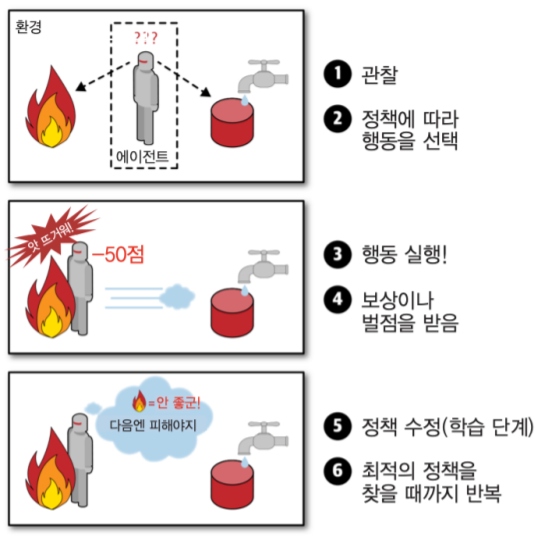 환경
???
에이전트
1 관찰
2 정책에 따라
행동을 선택
앗 뜨거워!
-50점
3 행동 실행!
4 보상이나
벌점을 받음
=안 좋군!
다음엔 피해야지
5 정책 수정(학습 단계)
6 최적의 정책을
찾을 때까지 반복